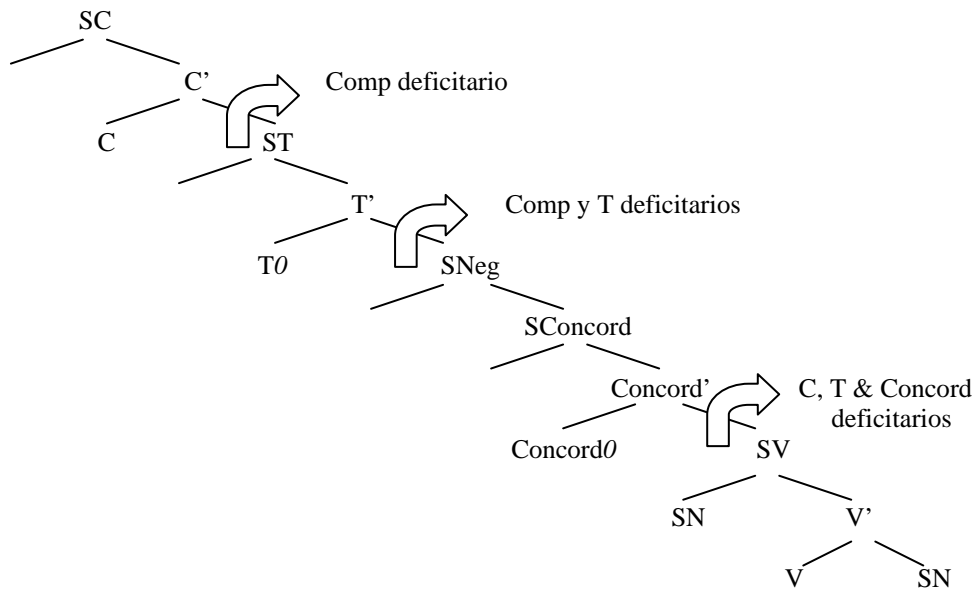 SC
C’ Comp deficitario
C ST
T’ Comp y T deficitarios
T0 SNeg
SConcord
Concord’ C, T & Concord
deficitarios
Concord0 SV
SN V’
V SN